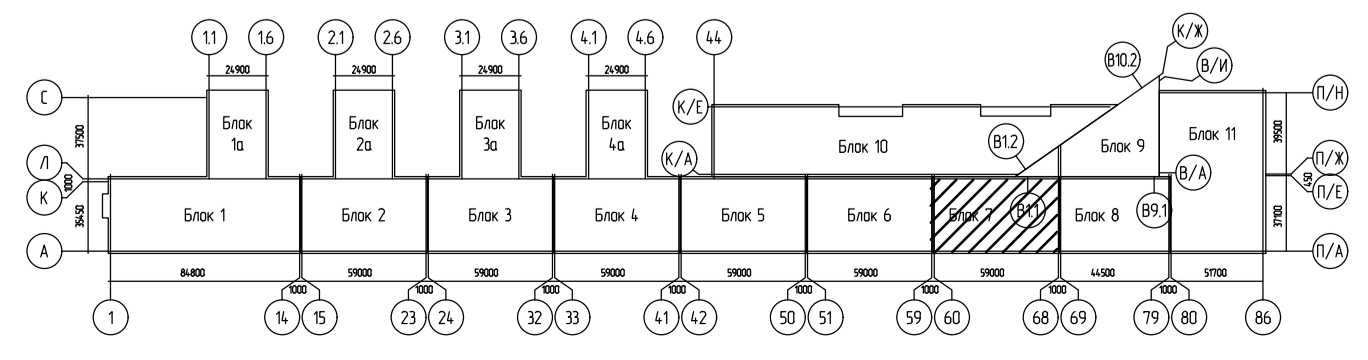 1.1 1.6 2.1 2.6 3.1 3.6 4.1 4.6 44 К/Ж
24900 24900 24900 24900 В10.2 В/И
С К/Е П/Н
37500 Блок 1а Блок 2а Блок 3а Блок 4а Блок 10 В1.2 Блок 9 Блок 11 39500
Л К/А В/А П/Ж
1000 450
К П/Е
35450 Блок 1 Блок 2 Блок 3 Блок 4 Блок 5 Блок 6 Блок 7 В1.1 Блок 8 В9.1 37100
А П/А
84800 59000 59000 59000 59000 59000 59000 44500 51700
1000 1000 1000 1000 1000 1000 1000 1000
1 14 15 23 24 32 33 41 42 50 51 59 60 68 69 79 80 86